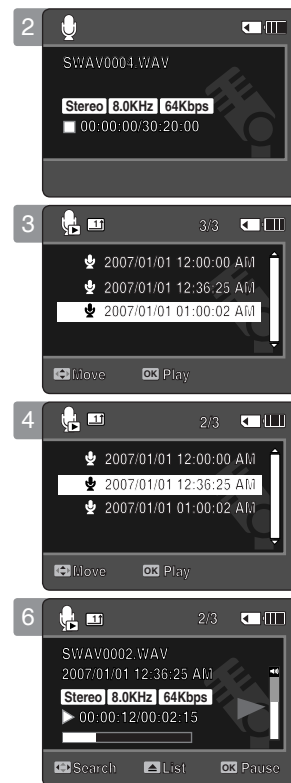 2
SWAV0004.WAV
Stereo 8.0KHz 64Kbps
00:00:00/30:20:00
3
3/3
2007/01/01 12:00:00 AM
2007/01/01 12:36:25 AM
2007/01/01 01:00:02 AM
Move OK Play
4
2/3
2007/01/01 12:00:00 AM
2007/01/01 12:36:25 AM
2007/01/01 01:00:02 AM
Move OK Play
6
2/3
SWAV0002.WAV
2007/01/01 12:36:25 AM
Stereo 8.0KHz 64Kbps
00:00:12/00:02:15
Search List OK Pause